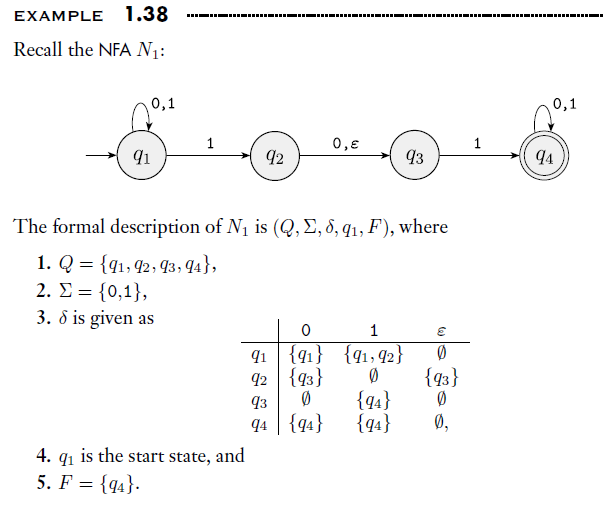 EXAMPLE 1.38
Recall the NFA N₁:
0,1 0,1
q₁ 1 q₂ 0,ε q₃ 1 q₄
The formal description of N₁ is (Q, Σ, δ, q₁, F), where
1. Q = {q₁, q₂, q₃, q₄},
2. Σ = {0,1},
3. δ is given as
0 1 ε
q₁ {q₁} {q₁, q₂} ∅
q₂ {q₃} ∅ {q₃}
q₃ ∅ {q₄} ∅
q₄ {q₄} {q₄} ∅,
4. q₁ is the start state, and
5. F = {q₄}.